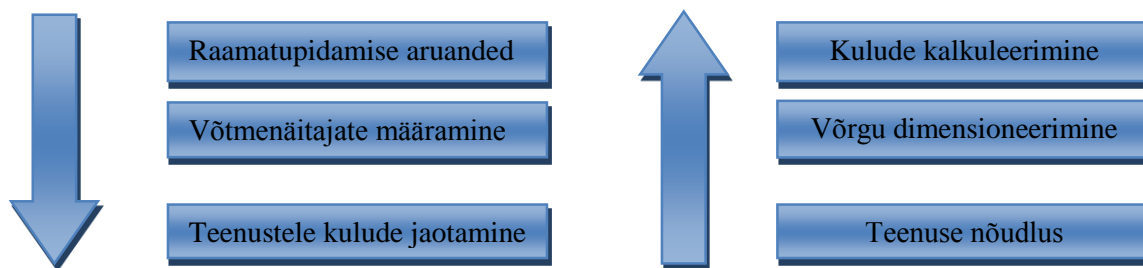 Raamatupidamise aruanded
Võtmenäitajate määramine
Teenustele kulude jaotamine
Kulude kalkuleerimine
Võrgu dimensioneerimine
Teenuse nõudlus